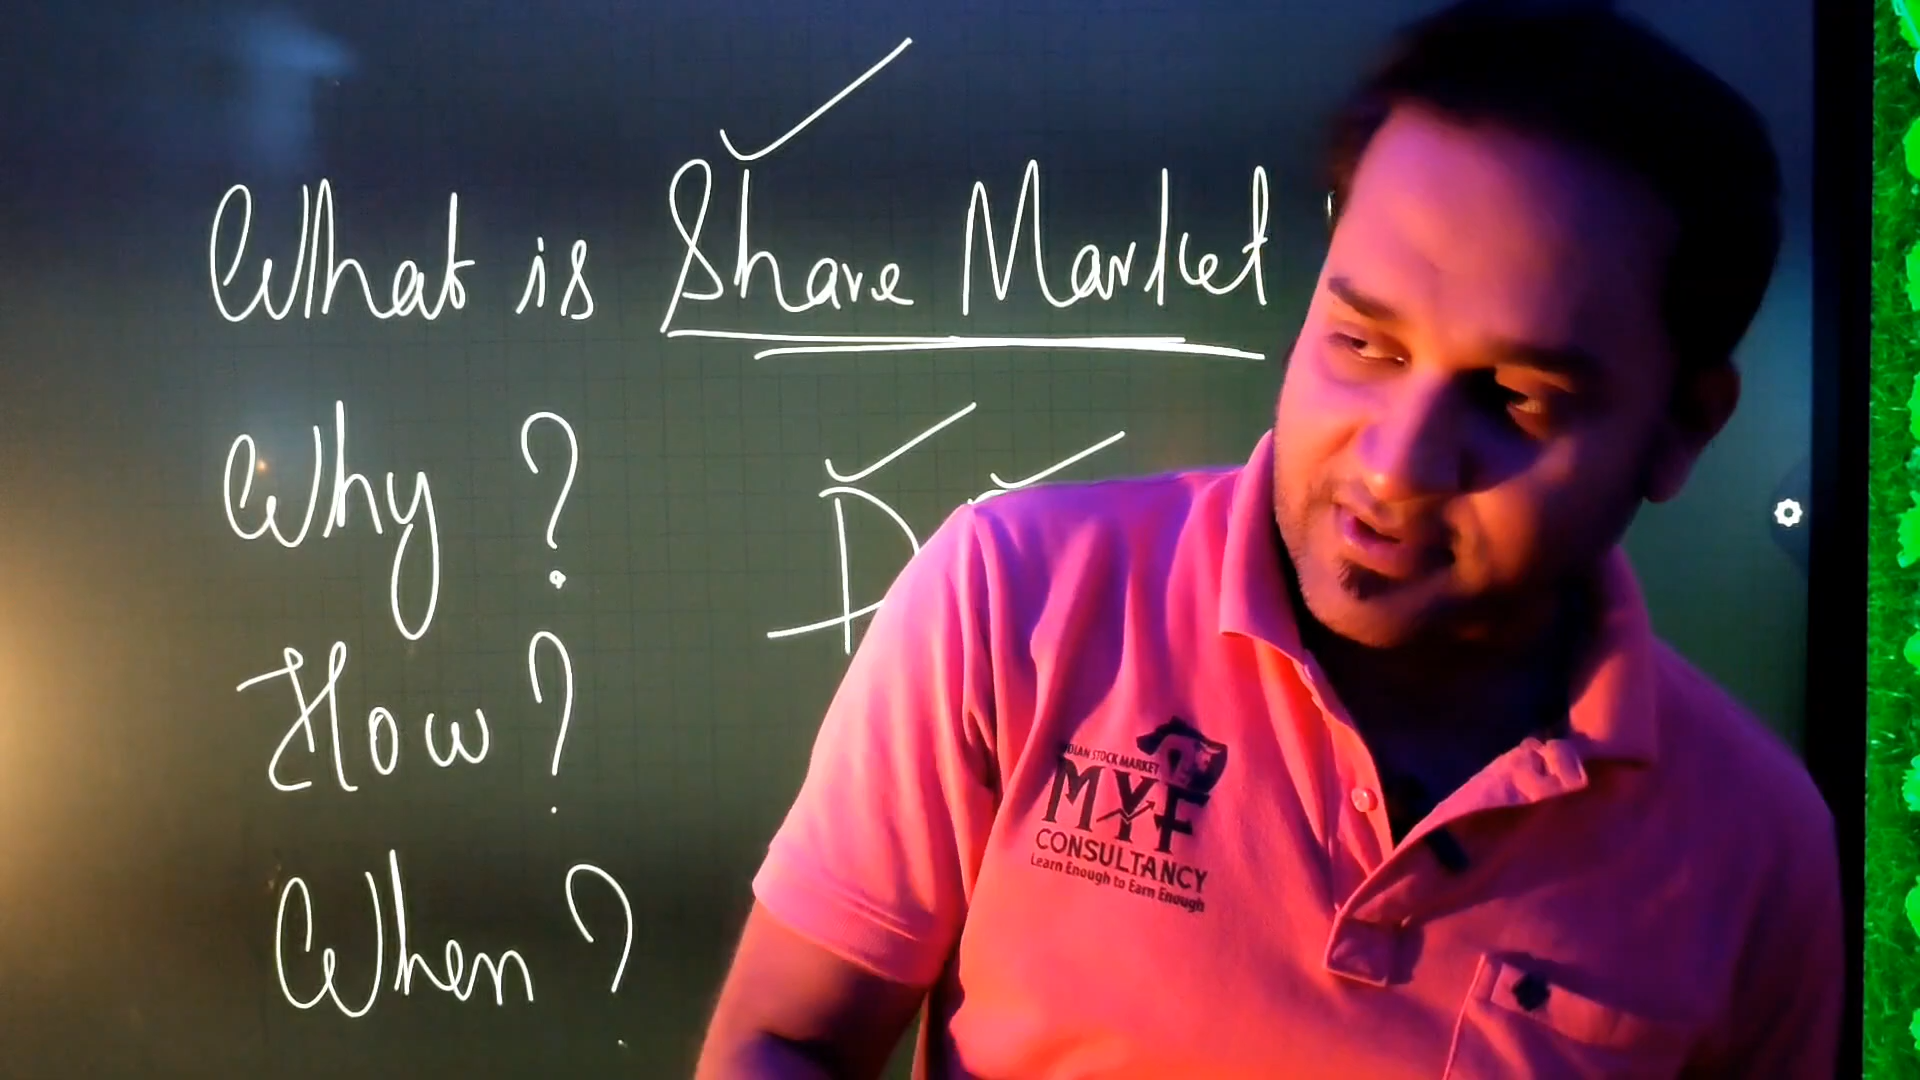 What is Share Market
Why ?
How ?
When ?
INDIAN STOCK MARKET
MYF
CONSULTANCY
Learn Enough to Earn Enough